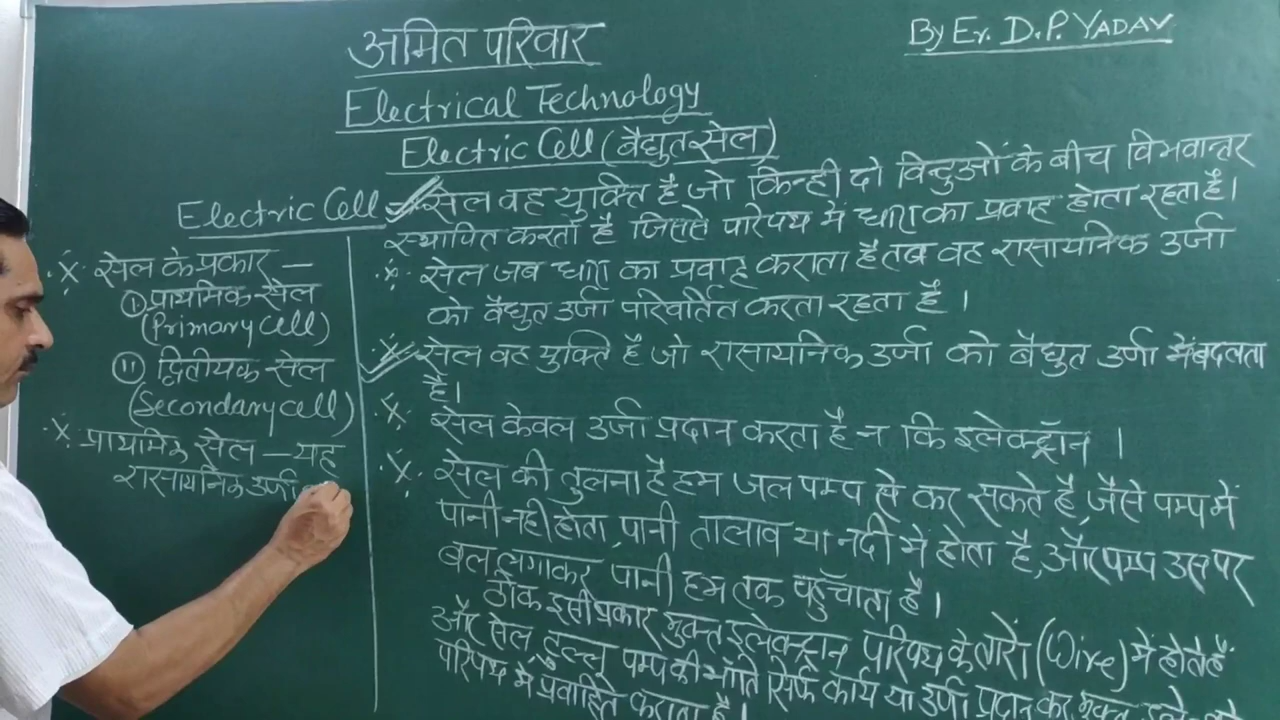 अमित परिवार
By Er. D.P. YADAV
Electrical Technology
Electric Cell (वैद्युत सेल)
Electric Cell
* सेल के प्रकार —
(i) प्राथमिक सेल
(Primary cell)
(ii) द्वितीयक सेल
(Secondary cell)
* प्राथमिक सेल — यह
रासायनिक उर्जा
सेल वह युक्ति है जो किन्ही दो विन्दुओं के बीच विभवान्तर
स्थापित करता है जिससे परिपथ में धारा का प्रवाह होता रहता है।
* सेल जब धारा का प्रवाह कराता है तब वह रासायनिक उर्जा
को वैद्युत उर्जा परिवर्तित करता रहता है।
* सेल वह युक्ति है जो रासायनिक उर्जा को वैद्युत उर्जा में बदलता
है।
* सेल केवल उर्जा प्रदान करता है न कि इलेक्ट्रॉन।
* सेल की तुलना है हम जल पम्प से कर सकते है, जैसे पम्प में
पानी नही होता, पानी तालाव या नदी में होता है, और पम्प उस पर
वल लगाकर पानी हम तक पहुँचाता है।
ठीक इसी प्रकार मुक्त इलेक्ट्रान परिपथ के तारों (Wire) में होते हैं
और सेल, टुल्लू पम्प की भांति सिर्फ कार्य या उर्जा प्रदान कर मुक्त
परिपथ में प्रवाहित कराता है।